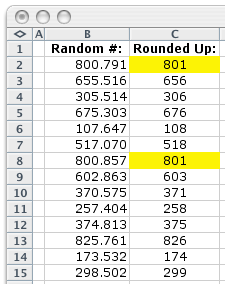 A B C
1 Random #: Rounded Up:
2 800.791 801
3 655.516 656
4 305.514 306
5 675.303 676
6 107.647 108
7 517.070 518
8 800.857 801
9 602.863 603
10 370.575 371
11 257.404 258
12 374.813 375
13 825.761 826
14 173.532 174
15 298.502 299